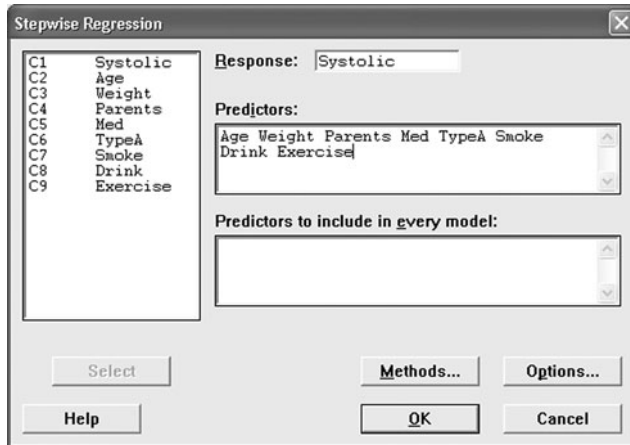 Stepwise Regression
C1 Systolic
C2 Age
C3 Weight
C4 Parents
C5 Med
C6 TypeA
C7 Smoke
C8 Drink
C9 Exercise
Response: Systolic
Predictors:
Age Weight Parents Med TypeA Smoke
Drink Exercise
Predictors to include in every model:
Select
Methods...
Options...
Help
OK
Cancel